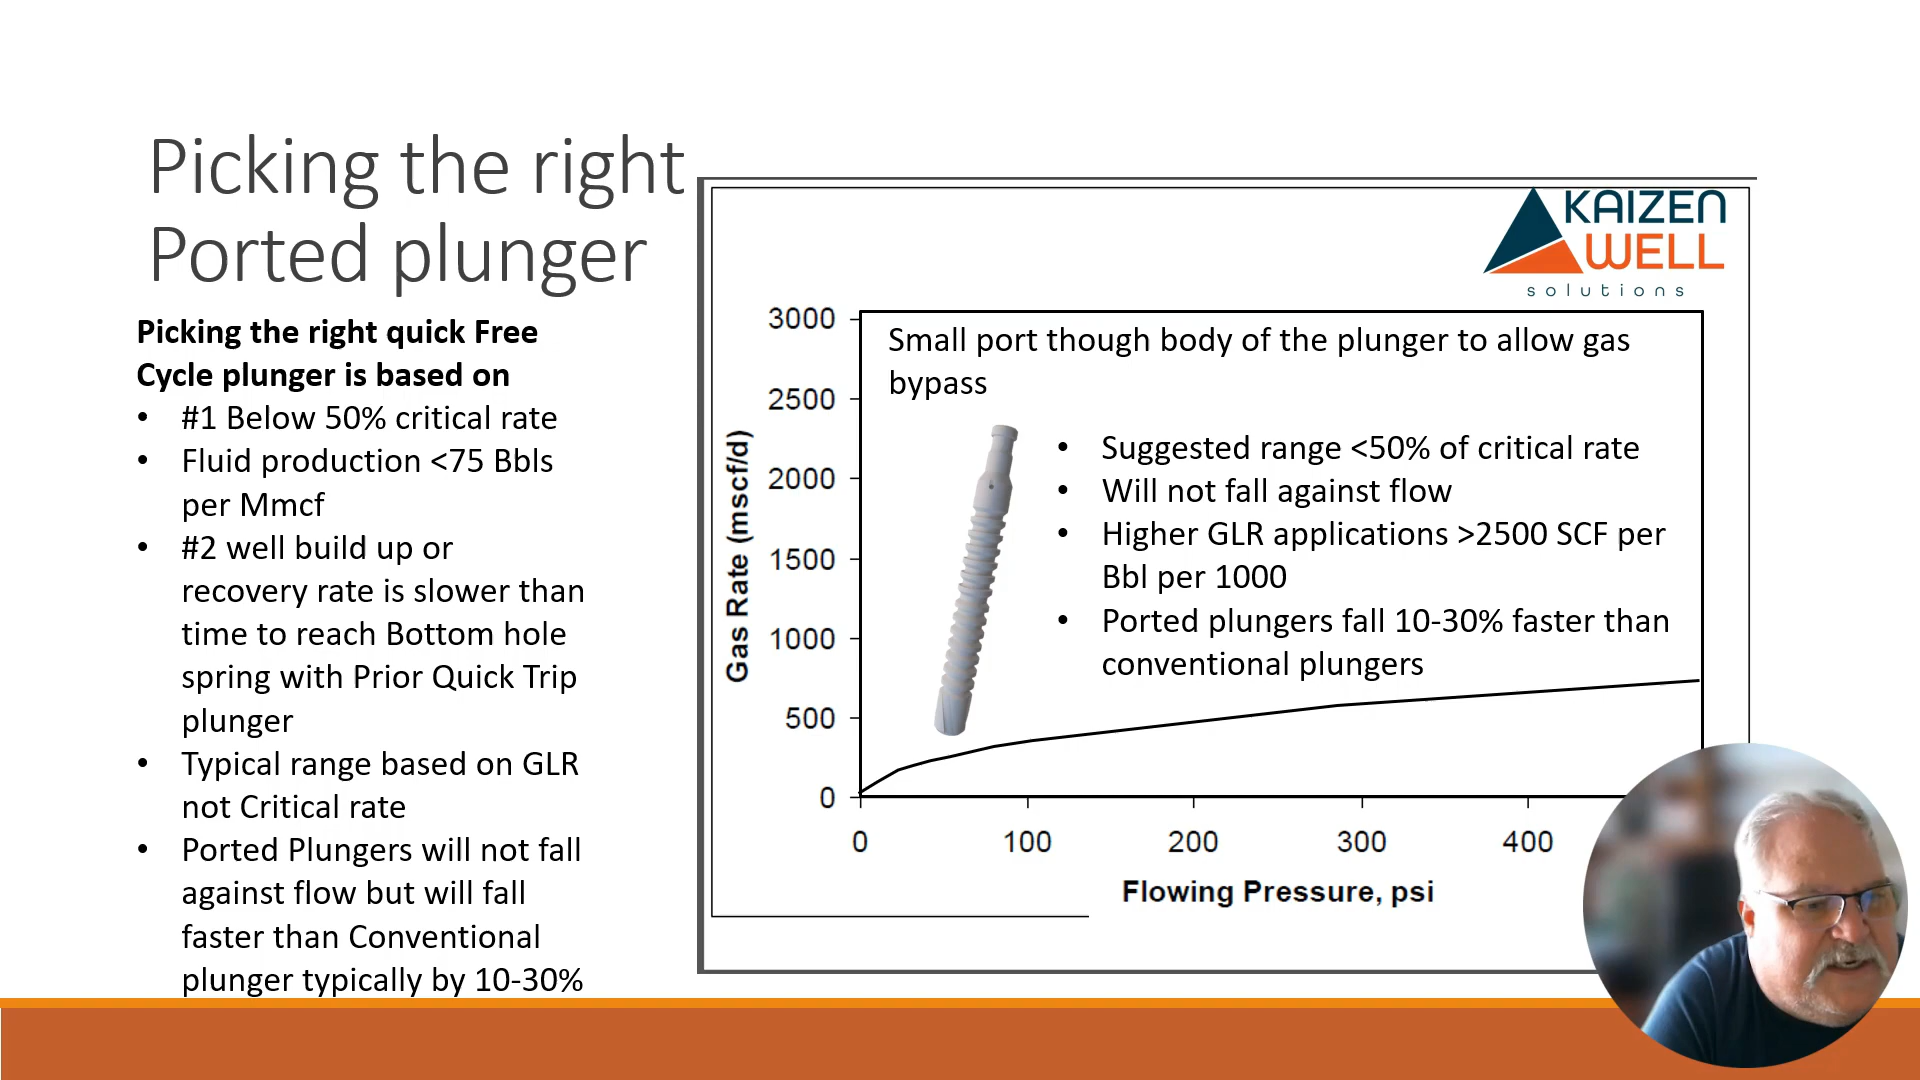 Picking the right
Ported plunger
Picking the right quick Free
Cycle plunger is based on
• #1 Below 50% critical rate
• Fluid production <75 Bbls
per Mmcf
• #2 well build up or
recovery rate is slower than
time to reach Bottom hole
spring with Prior Quick Trip
plunger
• Typical range based on GLR
not Critical rate
• Ported Plungers will not fall
against flow but will fall
faster than Conventional
plunger typically by 10-30%
KAIZEN
WELL
solutions
Small port though body of the plunger to allow gas
bypass
• Suggested range <50% of critical rate
• Will not fall against flow
• Higher GLR applications >2500 SCF per
Bbl per 1000
• Ported plungers fall 10-30% faster than
conventional plungers
Gas Rate (mscf/d)
3000
2500
2000
1500
1000
500
0
0 100 200 300 400
Flowing Pressure, psi